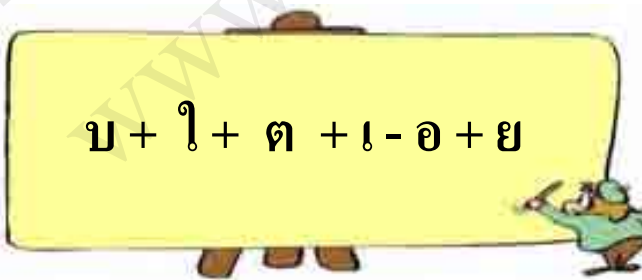 บ + ใ + ต + เ - อ + ย